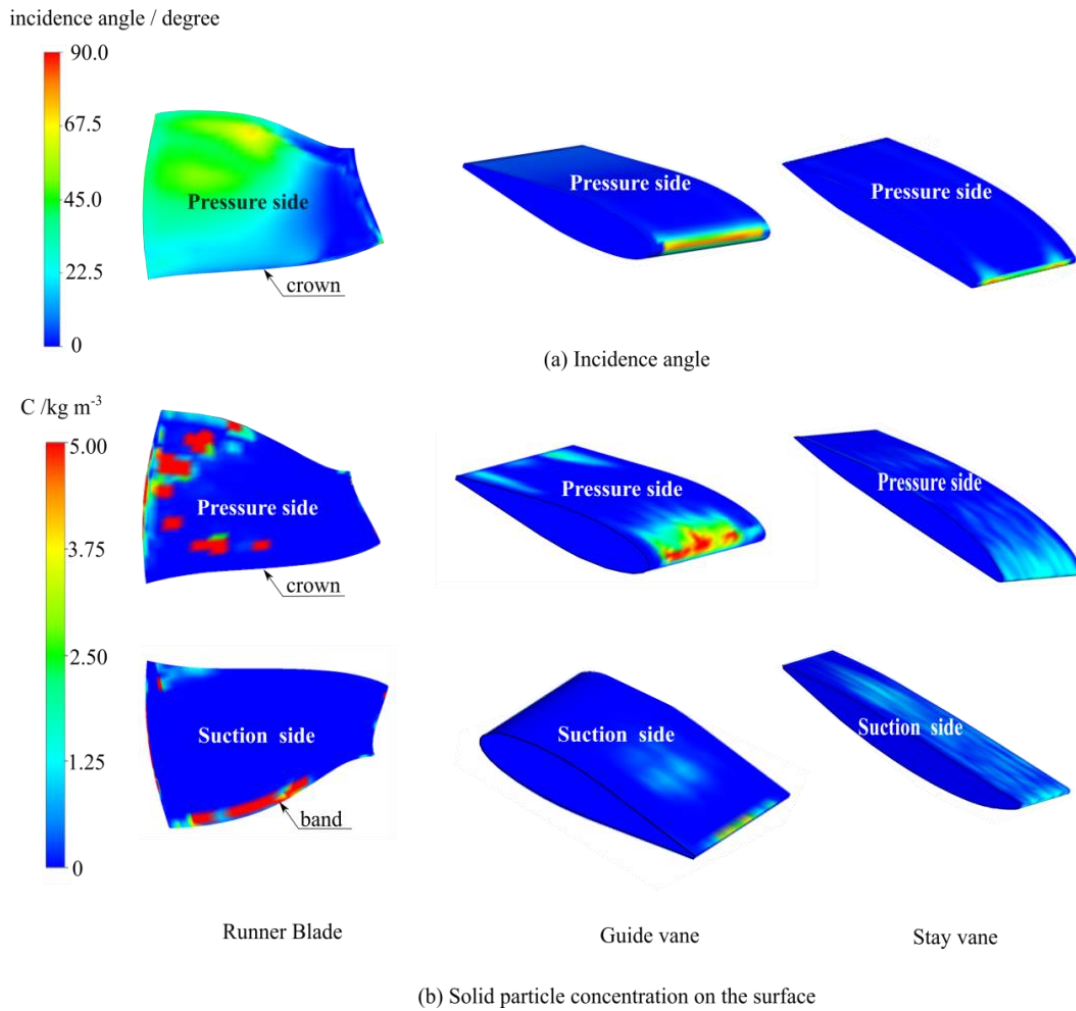 incidence angle / degree
90.0
67.5
45.0
22.5
0
Pressure side
crown
Pressure side
Pressure side
(a) Incidence angle
C /kg m⁻³
5.00
3.75
2.50
1.25
0
Pressure side
crown
Pressure side
Pressure side
Suction side
band
Suction side
Suction side
Runner Blade
Guide vane
Stay vane
(b) Solid particle concentration on the surface